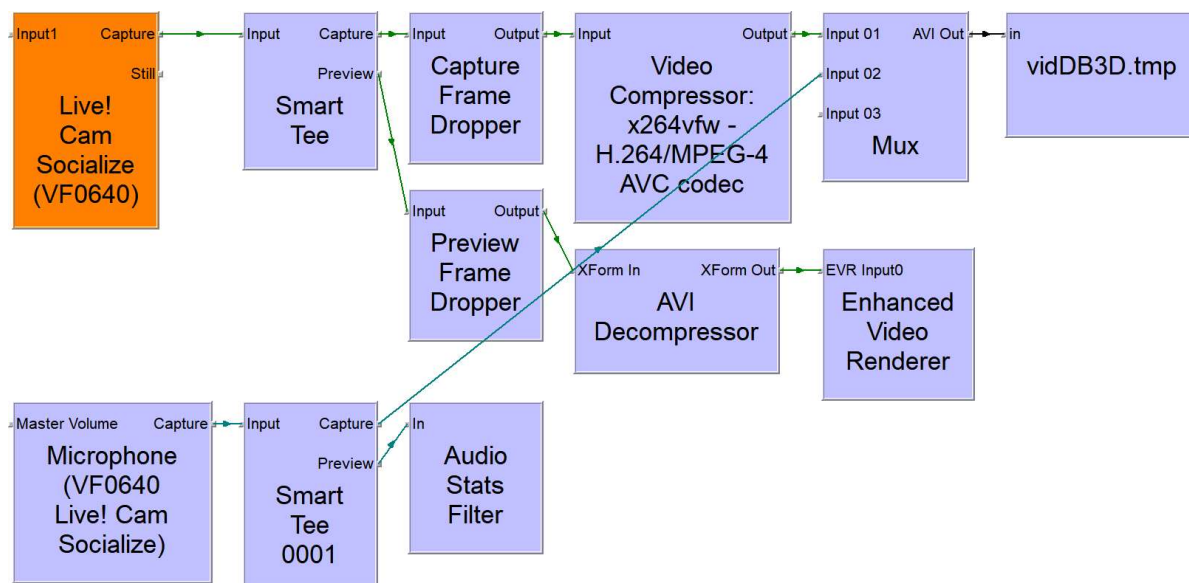 Input1 Capture
Still
Live!
Cam
Socialize
(VF0640)
Input Capture
Preview
Smart
Tee
Input Output
Capture
Frame
Dropper
Input Output
Video
Compressor:
x264vfw -
H.264/MPEG-4
AVC codec
Input 01 AVI Out
Input 02
Input 03
Mux
in
vidDB3D.tmp
Input Output
Preview
Frame
Dropper
XForm In XForm Out
AVI
Decompressor
EVR Input0
Enhanced
Video
Renderer
Master Volume Capture
Microphone
(VF0640
Live! Cam
Socialize)
Input Capture
Preview
Smart
Tee
0001
In
Audio
Stats
Filter